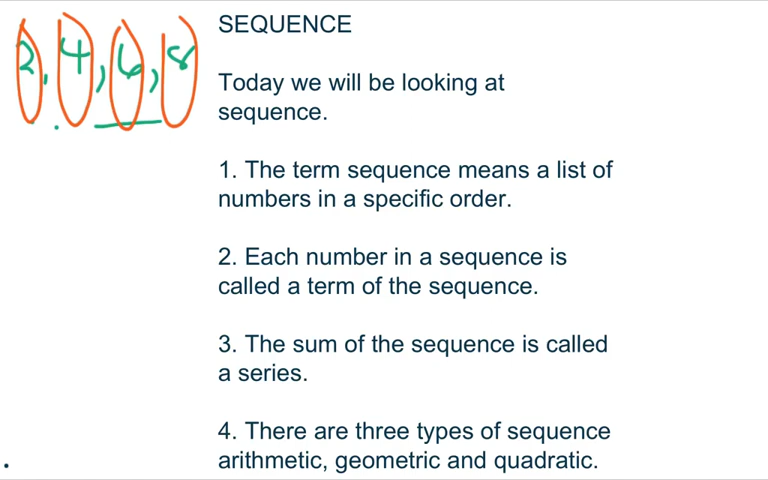 2, 4, 6, 8
SEQUENCE
Today we will be looking at
sequence.
1. The term sequence means a list of
numbers in a specific order.
2. Each number in a sequence is
called a term of the sequence.
3. The sum of the sequence is called
a series.
4. There are three types of sequence
arithmetic, geometric and quadratic.